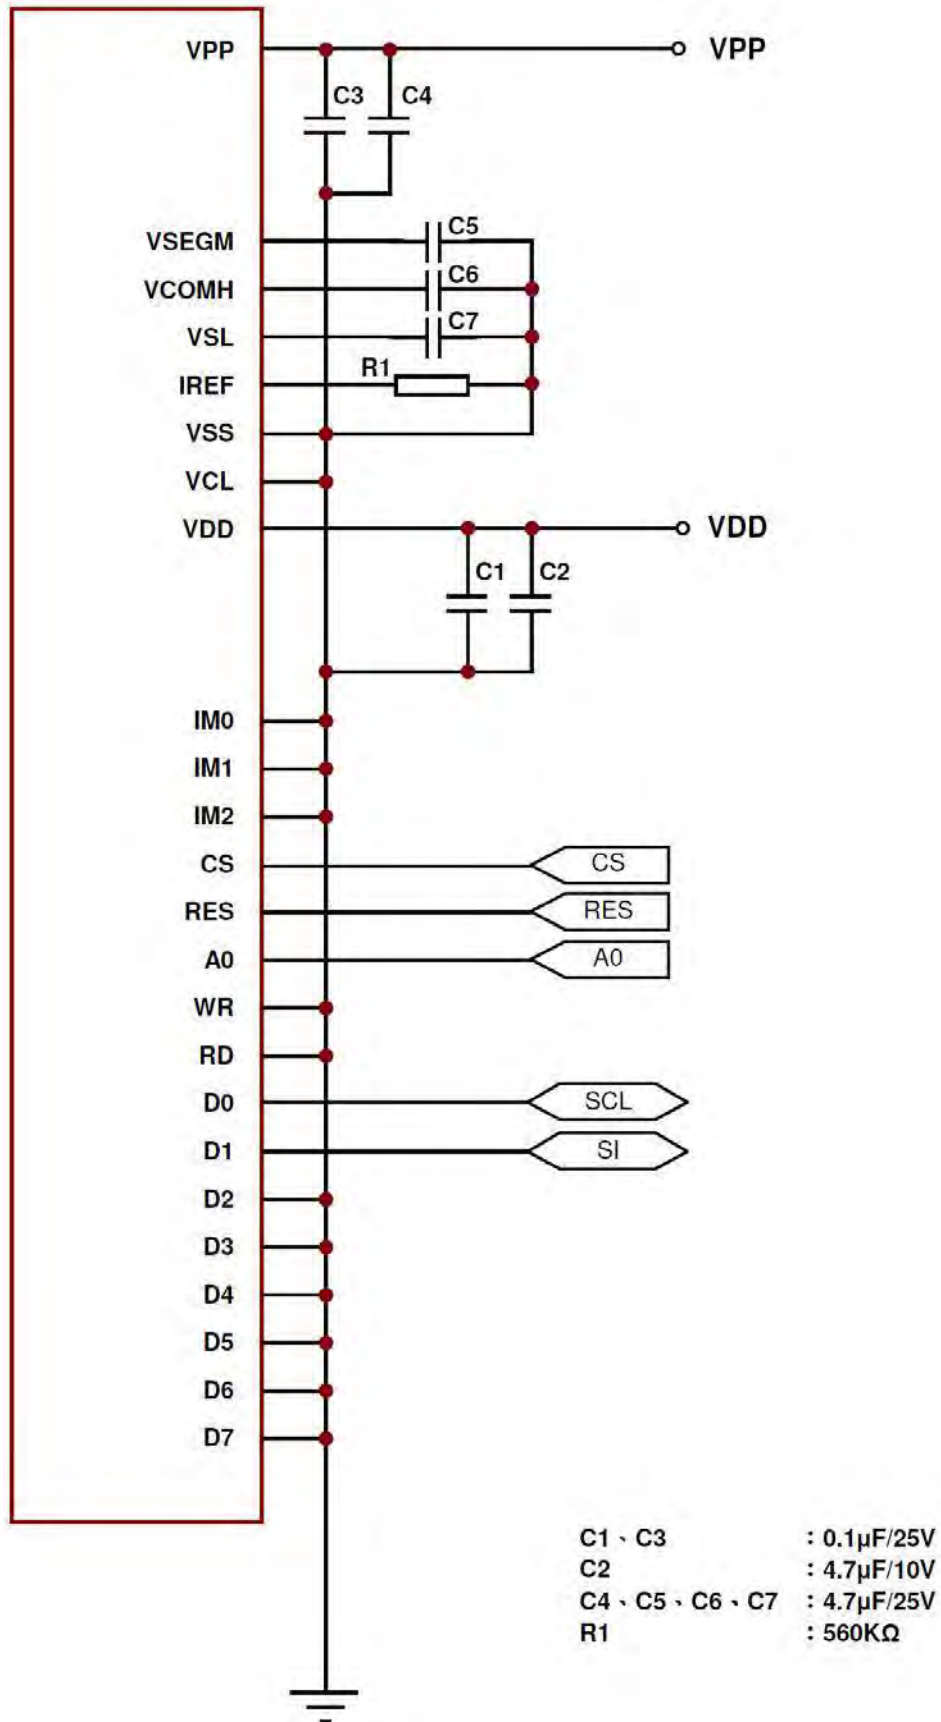 VPP
VPP
C3
C4
VSEGM
C5
VCOMH
C6
VSL
C7
IREF
R1
VSS
VCL
VDD
VDD
C1
C2
IM0
IM1
IM2
CS
CS
RES
RES
A0
A0
WR
RD
D0
SCL
D1
SI
D2
D3
D4
D5
D6
D7
C1、C3 : 0.1μF/25V
C2 : 4.7μF/10V
C4、C5、C6、C7 : 4.7μF/25V
R1 : 560KΩ